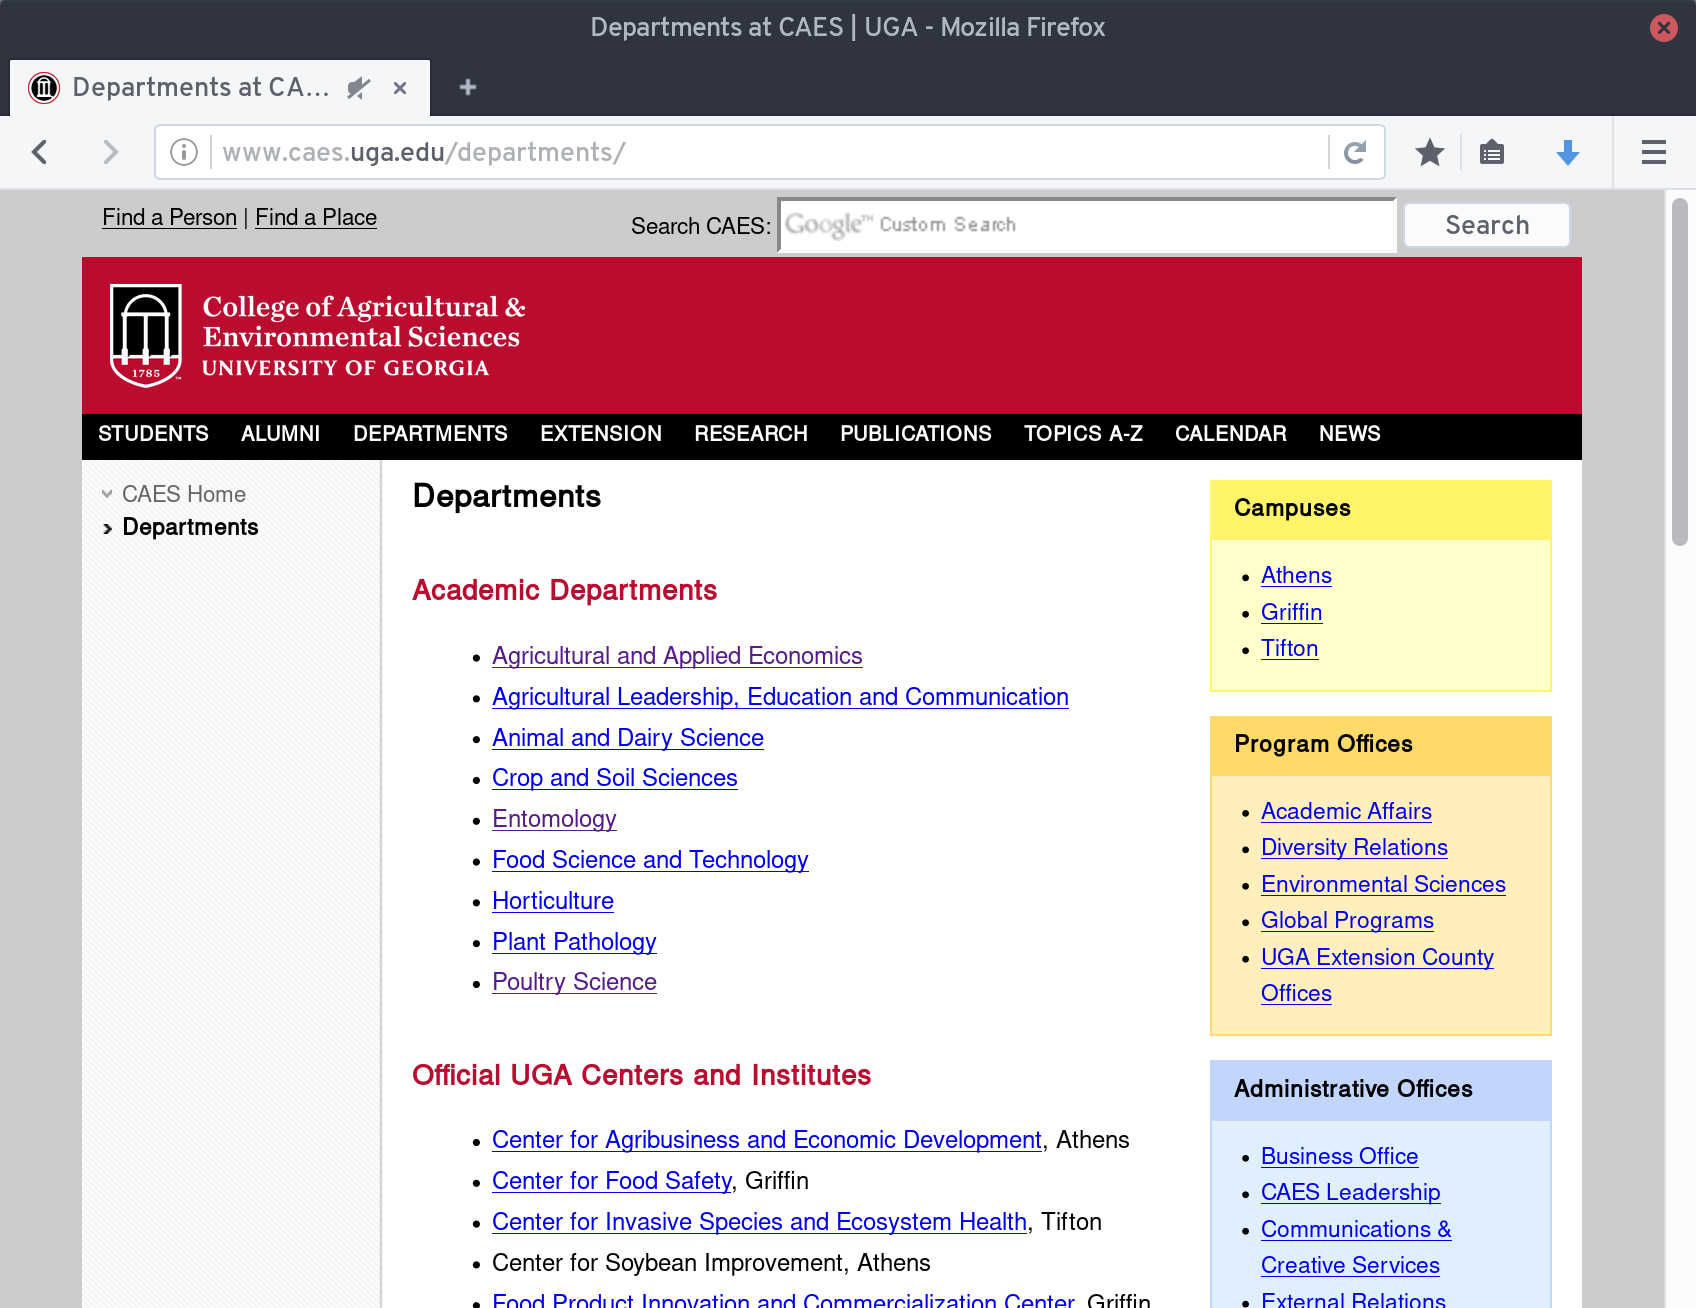 Departments at CAES | UGA - Mozilla Firefox
Departments at CA...
www.caes.uga.edu/departments/
Find a Person | Find a Place
Search CAES:
Google™ Custom Search
Search
College of Agricultural &
Environmental Sciences
UNIVERSITY OF GEORGIA
1785
STUDENTS ALUMNI DEPARTMENTS EXTENSION RESEARCH PUBLICATIONS TOPICS A-Z CALENDAR NEWS
CAES Home
Departments
Departments
Academic Departments
Agricultural and Applied Economics
Agricultural Leadership, Education and Communication
Animal and Dairy Science
Crop and Soil Sciences
Entomology
Food Science and Technology
Horticulture
Plant Pathology
Poultry Science
Official UGA Centers and Institutes
Center for Agribusiness and Economic Development, Athens
Center for Food Safety, Griffin
Center for Invasive Species and Ecosystem Health, Tifton
Center for Soybean Improvement, Athens
Food Product Innovation and Commercialization Center, Griffin
Campuses
Athens
Griffin
Tifton
Program Offices
Academic Affairs
Diversity Relations
Environmental Sciences
Global Programs
UGA Extension County
Offices
Administrative Offices
Business Office
CAES Leadership
Communications &
Creative Services
External Relations